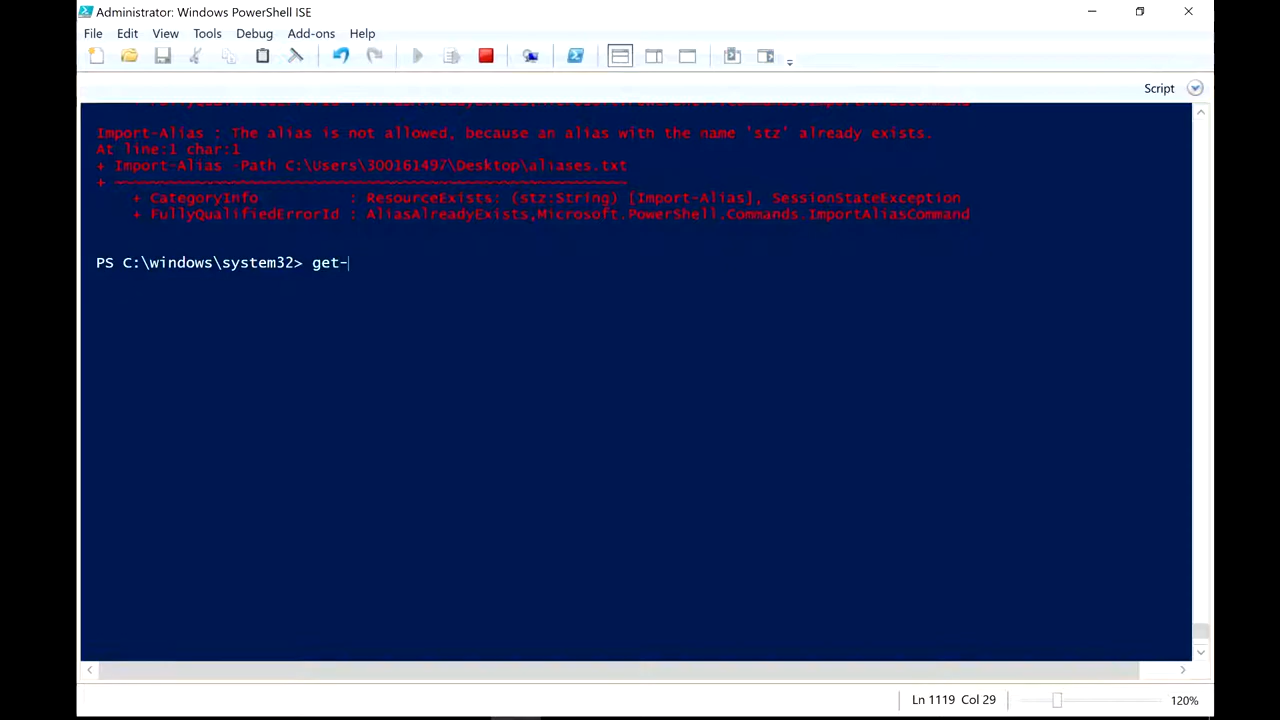 Administrator: Windows PowerShell ISE
File Edit View Tools Debug Add-ons Help
Script
Import-Alias : The alias is not allowed, because an alias with the name 'stz' already exists.
At line:1 char:1
+ Import-Alias -Path C:\Users\300161497\Desktop\aliases.txt
+ ~~~~~~~~~~~~~~~~~~~~~~~~~~~~~~~~~~~~~~~~~~~~~~~~~~~~~~~~~
+ CategoryInfo : ResourceExists: (stz:String) [Import-Alias], SessionStateException
+ FullyQualifiedErrorId : AliasAlreadyExists,Microsoft.PowerShell.Commands.ImportAliasCommand
PS C:\windows\system32> get-
Ln 1119 Col 29
120%